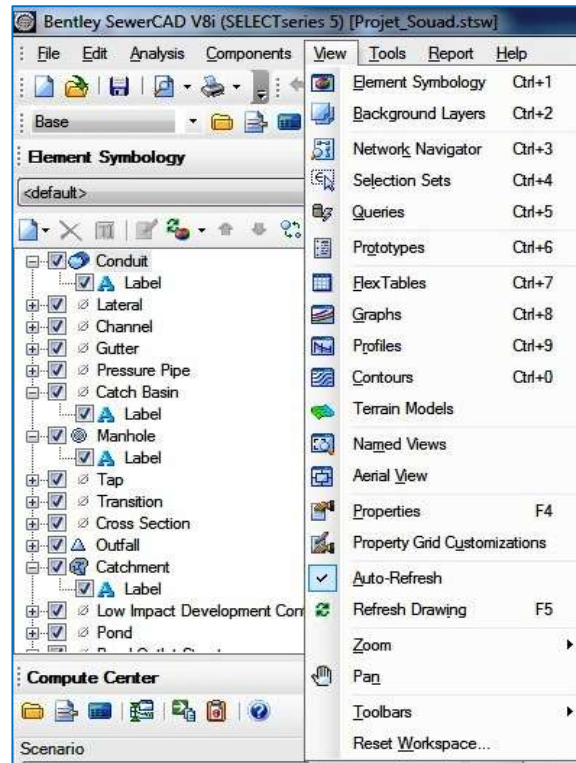 Bentley SewerCAD V8i (SELECTseries 5) [Projet_Souad.stsw]
File Edit Analysis Components View Tools Report Help
Base
Element Symbology
<default>
Conduit
Label
Lateral
Channel
Gutter
Pressure Pipe
Catch Basin
Label
Manhole
Label
Tap
Transition
Cross Section
Outfall
Catchment
Label
Low Impact Development Con
Pond
Compute Center
Scenario
Element Symbology Ctrl+1
Background Layers Ctrl+2
Network Navigator Ctrl+3
Selection Sets Ctrl+4
Queries Ctrl+5
Prototypes Ctrl+6
FlexTables Ctrl+7
Graphs Ctrl+8
Profiles Ctrl+9
Contours Ctrl+0
Terrain Models
Named Views
Aerial View
Properties F4
Property Grid Customizations
Auto-Refresh
Refresh Drawing F5
Zoom
Pan
Toolbars
Reset Workspace...